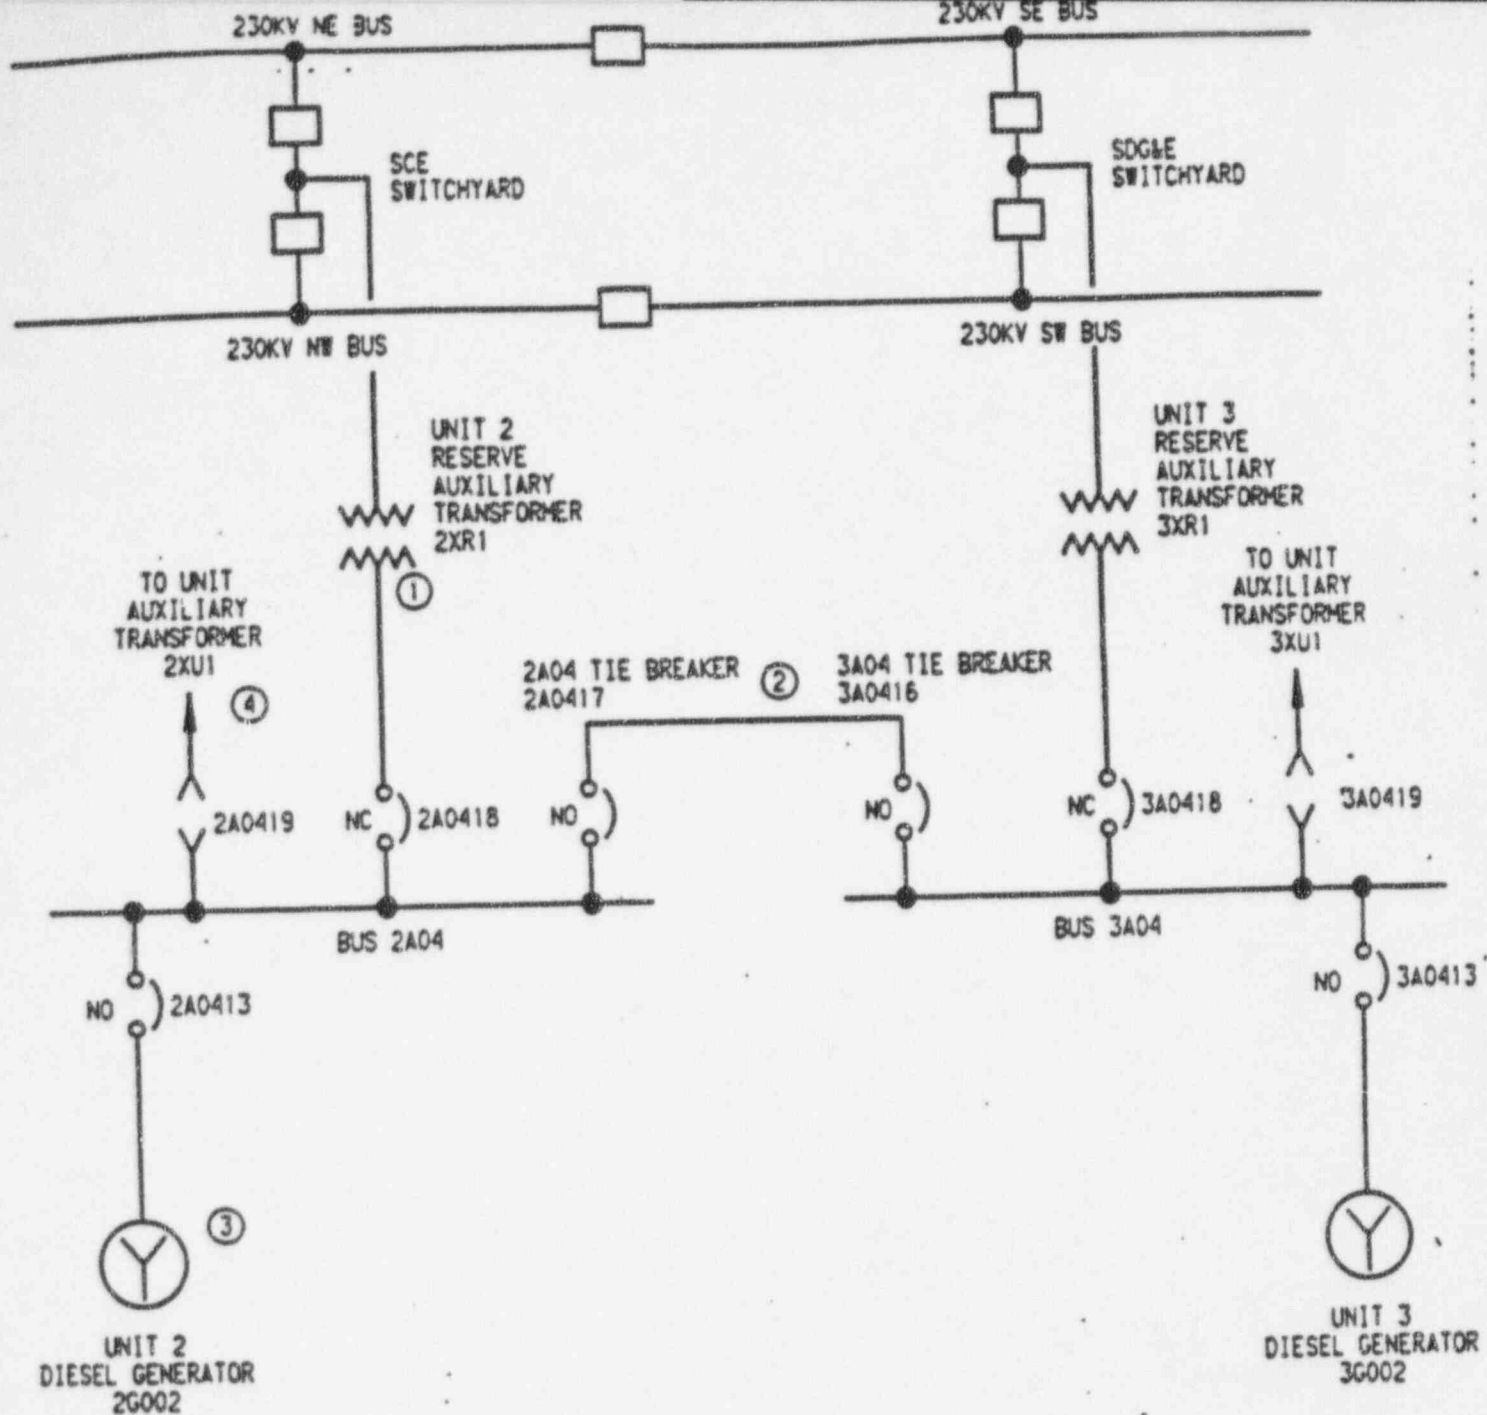 230KV NE BUS
230KV SE BUS
SCE
SWITCHYARD
SDG&E
SWITCHYARD
230KV NW BUS
230KV SW BUS
UNIT 2
RESERVE
AUXILIARY
TRANSFORMER
2XR1
1
UNIT 3
RESERVE
AUXILIARY
TRANSFORMER
3XR1
TO UNIT
AUXILIARY
TRANSFORMER
2XU1
4
TO UNIT
AUXILIARY
TRANSFORMER
3XU1
2A04 TIE BREAKER
2A0417
2
3A04 TIE BREAKER
3A0416
2A0419
NC
2A0418
NO
NO
NC
3A0418
3A0419
BUS 2A04
BUS 3A04
NO
2A0413
NO
3A0413
3
UNIT 2
DIESEL GENERATOR
2G002
UNIT 3
DIESEL GENERATOR
3G002